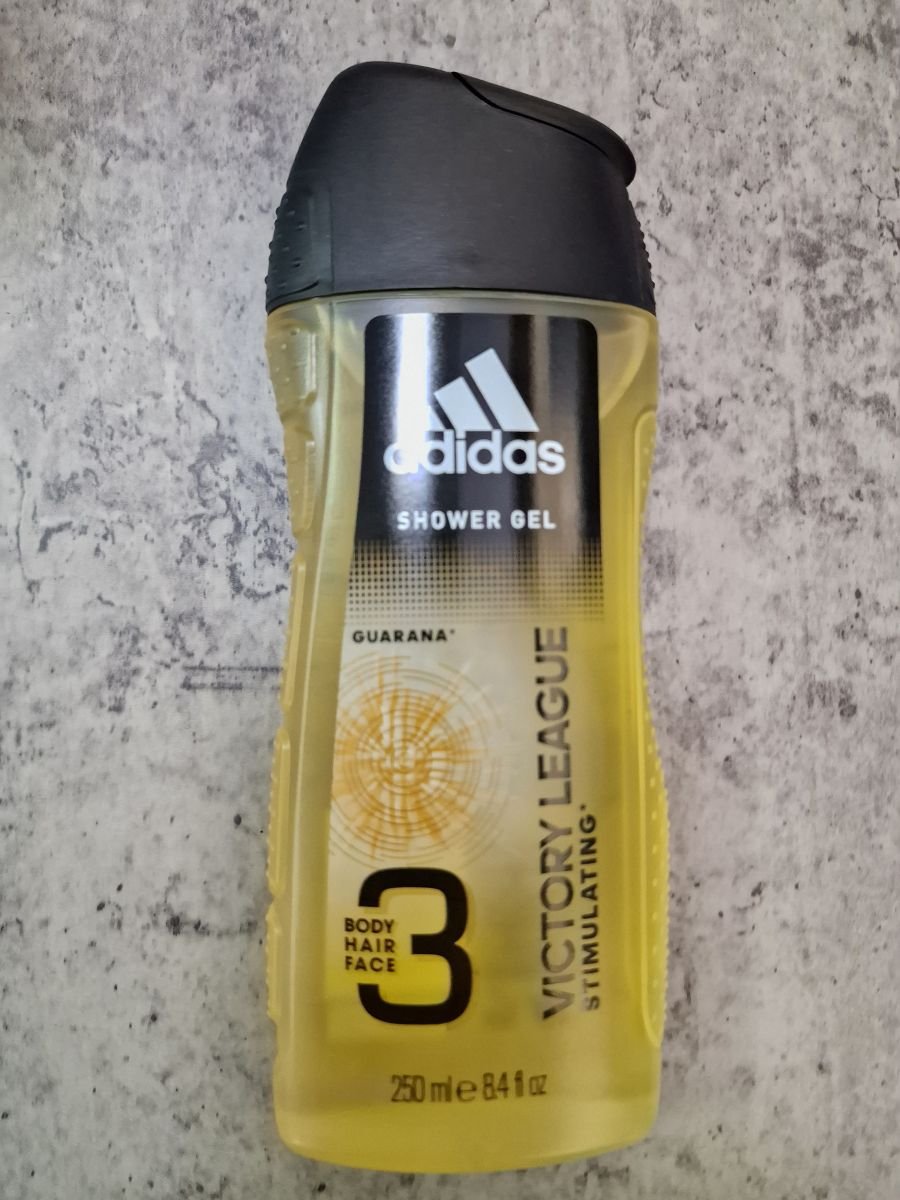 adidas
SHOWER GEL
GUARANA*
VICTORY LEAGUE
STIMULATING*
BODY
HAIR
FACE
3
250 ml e 8.4 fl oz